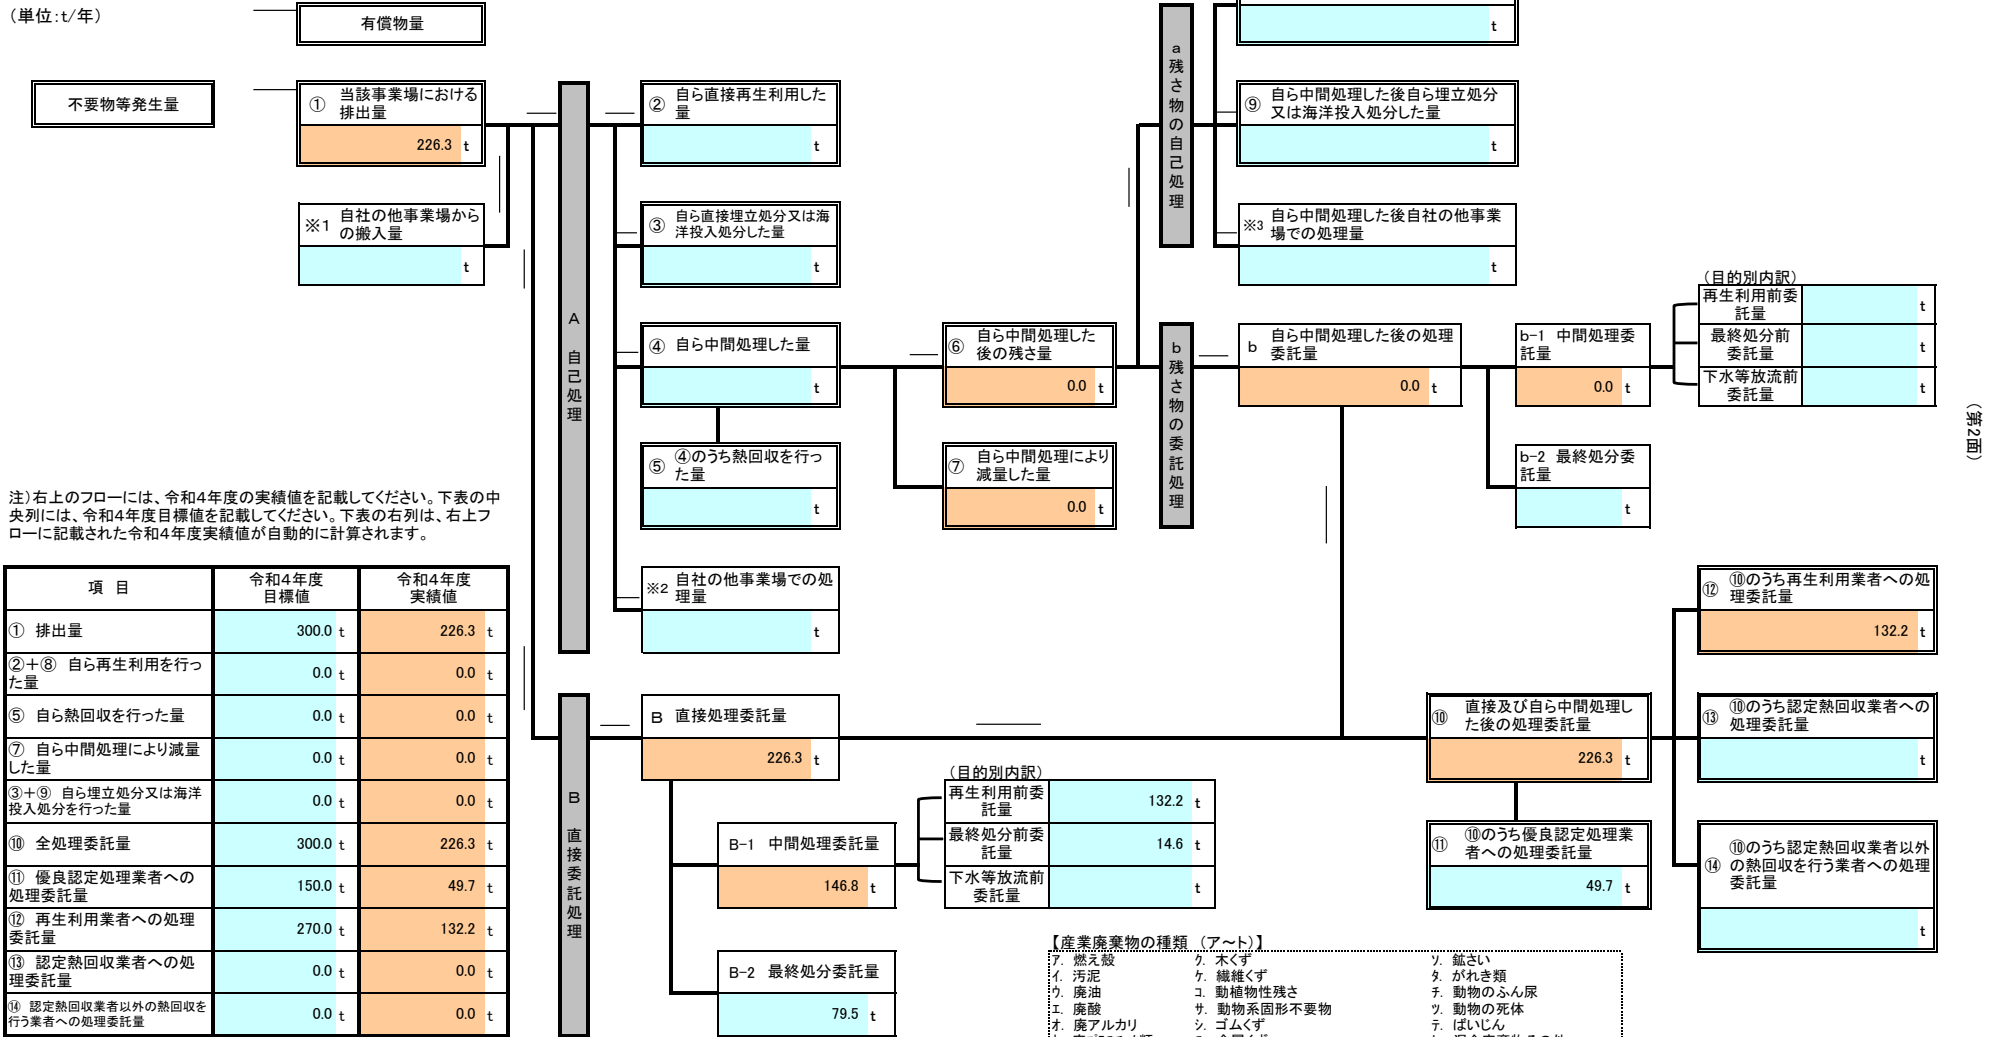 (単位:t/年)
有償物量
t
不要物等発生量
① 当該事業場における
排出量
226.3 t
② 自ら直接再生利用した
量
t
a 残さ物の自己処理
⑨ 自ら中間処理した後自ら埋立処分
又は海洋投入処分した量
t
※1 自社の他事業場から
の搬入量
t
③ 自ら直接埋立処分又は海
洋投入処分した量
t
※3 自ら中間処理した後自社の他事業
場での処理量
t
A 自己処理
④ 自ら中間処理した量
t
⑥ 自ら中間処理した
後の残さ量
0.0 t
b 残さ物の委託処理
b 自ら中間処理した後の処理
委託量
0.0 t
b-1 中間処理委
託量
0.0 t
(目的別内訳)
再生利用前委
託量
t
最終処分前
委託量
t
下水等放流前
委託量
t
(第2面)
⑤ ④のうち熱回収を行っ
た量
t
⑦ 自ら中間処理により
減量した量
0.0 t
b-2 最終処分委
託量
t
注)右上のフローには、令和4年度の実績値を記載してください。下表の中
央列には、令和4年度目標値を記載してください。下表の右列は、右上フ
ローに記載された令和4年度実績値が自動的に計算されます。
※2 自社の他事業場での処
理量
t
項 目 令和4年度
目標値 令和4年度
実績値
① 排出量 300.0 t 226.3 t
②+⑧ 自ら再生利用を行っ
た量 0.0 t 0.0 t
⑤ 自ら熱回収を行った量 0.0 t 0.0 t
⑦ 自ら中間処理により減量
した量 0.0 t 0.0 t
③+⑨ 自ら埋立処分又は海洋
投入処分を行った量 0.0 t 0.0 t
⑩ 全処理委託量 300.0 t 226.3 t
⑪ 優良認定処理業者への
処理委託量 150.0 t 49.7 t
⑫ 再生利用業者への処理
委託量 270.0 t 132.2 t
⑬ 認定熱回収業者への処
理委託量 0.0 t 0.0 t
⑭ 認定熱回収業者以外の熱回収を
行う業者への処理委託量 0.0 t 0.0 t
B 直接委託処理
B 直接処理委託量
226.3 t
B-1 中間処理委託量
146.8 t
(目的別内訳)
再生利用前委
託量
132.2 t
最終処分前委
託量
14.6 t
下水等放流前
委託量
t
B-2 最終処分委託量
79.5 t
⑩ 直接及び自ら中間処理し
た後の処理委託量
226.3 t
⑪ ⑩のうち優良認定処理業
者への処理委託量
49.7 t
⑫ ⑩のうち再生利用業者への処
理委託量
132.2 t
⑬ ⑩のうち認定熱回収業者への
処理委託量
t
⑭ ⑩のうち認定熱回収業者以外
の熱回収を行う業者への処理
委託量
t
【産業廃棄物の種類 (ア~ト)】
ア. 燃え殻 ク. 木くず ソ. 鉱さい
イ. 汚泥 ケ. 繊維くず タ. がれき類
ウ. 廃油 コ. 動植物性残さ チ. 動物のふん尿
エ. 廃酸 サ. 動物系固形不要物 ツ. 動物の死体
オ. 廃アルカリ シ. ゴムくず テ. ばいじん